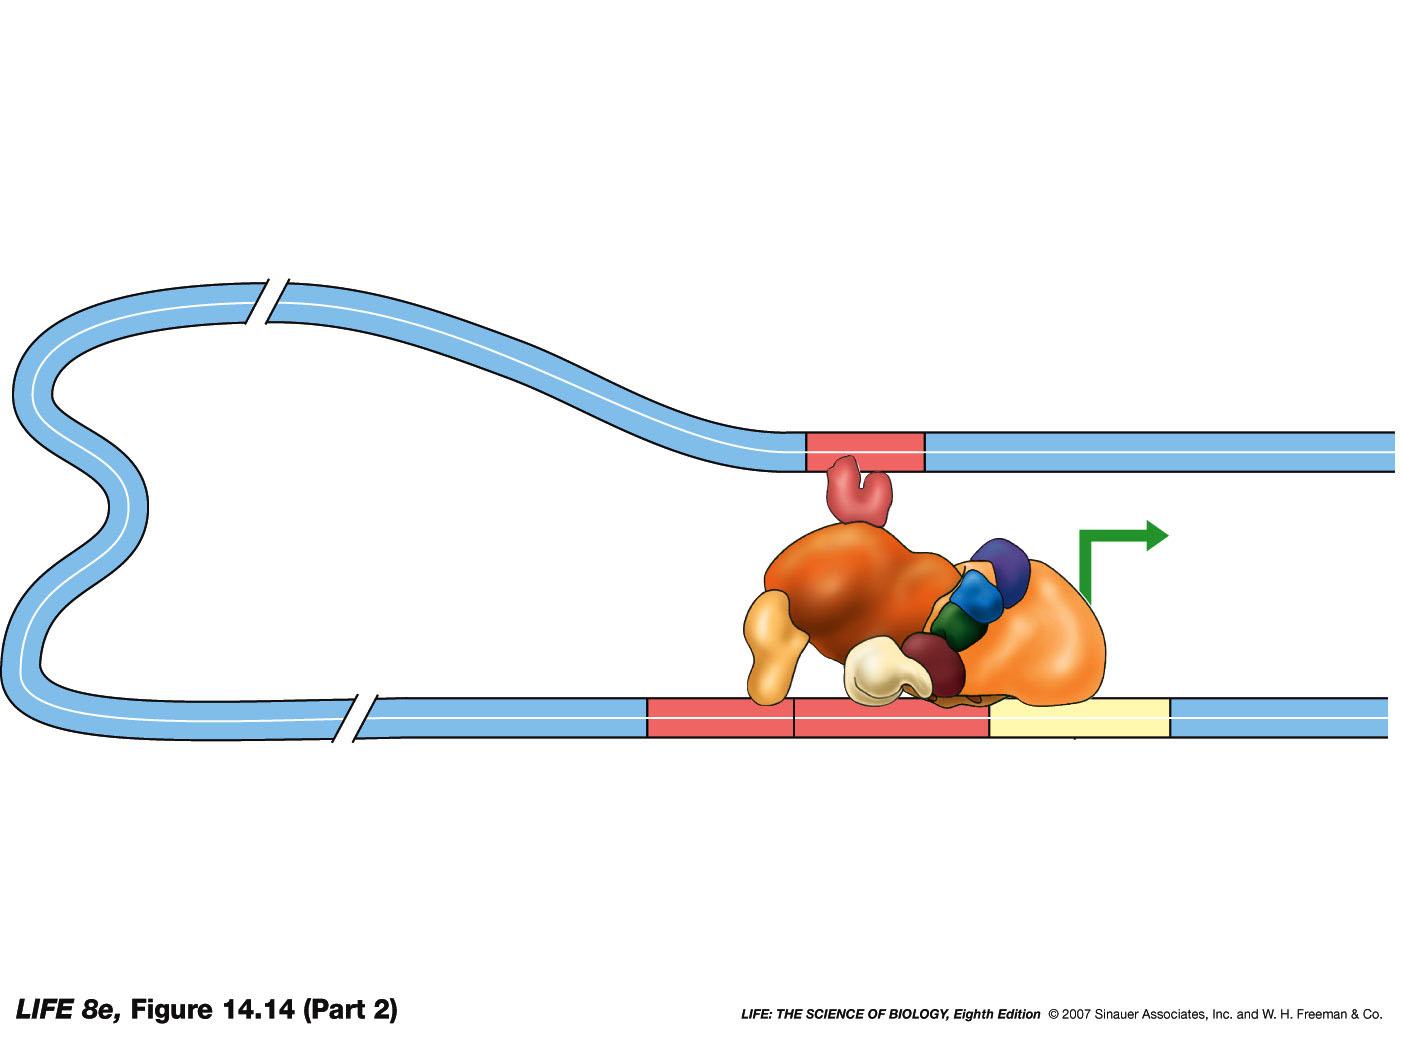 LIFE 8e, Figure 14.14 (Part 2)
LIFE: THE SCIENCE OF BIOLOGY, Eighth Edition © 2007 Sinauer Associates, Inc. and W. H. Freeman & Co.